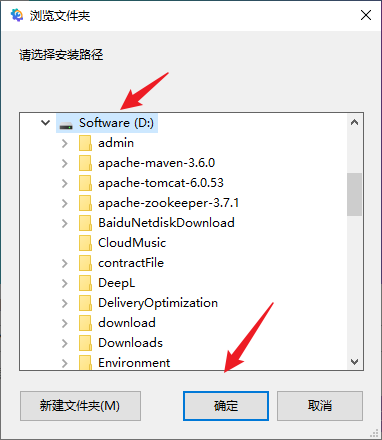 浏览文件夹
请选择安装路径
Software (D:)
admin
apache-maven-3.6.0
apache-tomcat-6.0.53
apache-zookeeper-3.7.1
BaiduNetdiskDownload
CloudMusic
contractFile
DeepL
DeliveryOptimization
download
Downloads
Environment
新建文件夹(M) 确定 取消